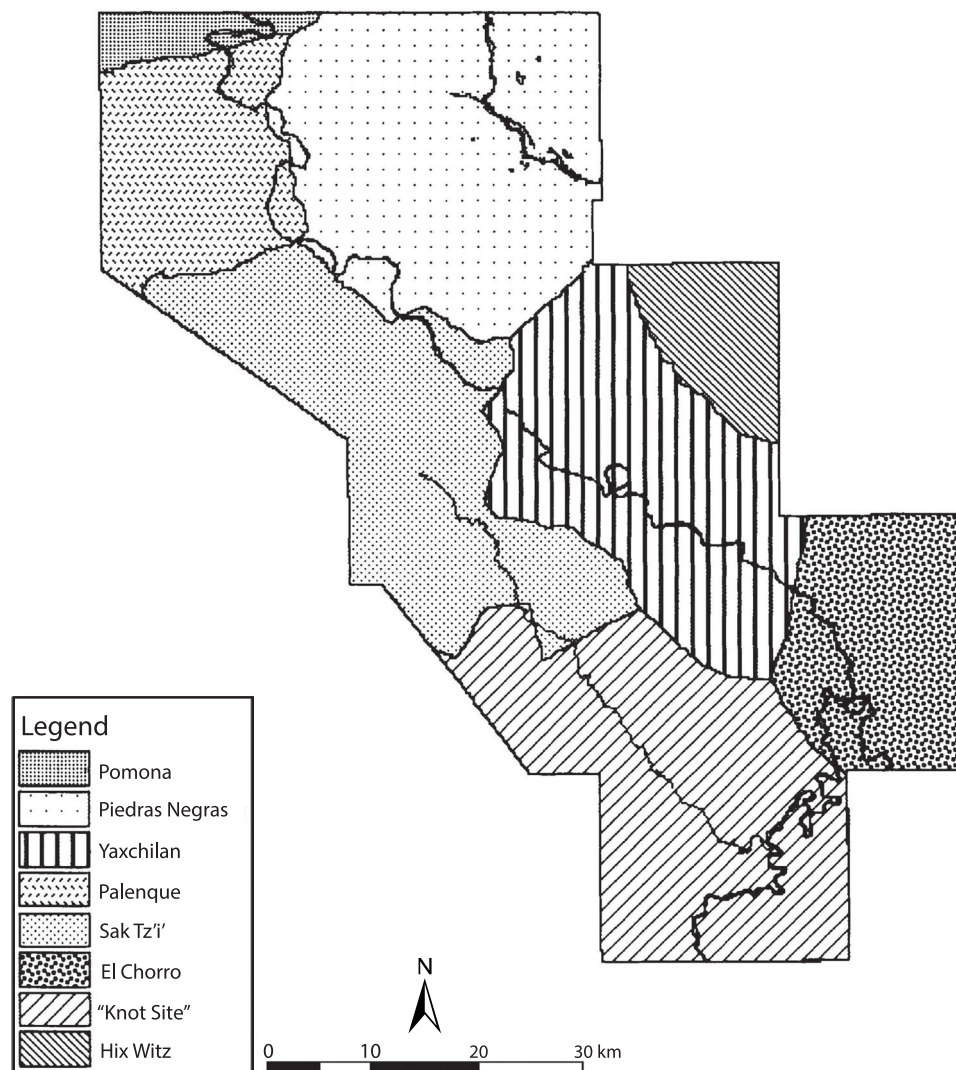 Legend
Pomona
Piedras Negras
Yaxchilan
Palenque
Sak Tz'i'
El Chorro
“Knot Site”
Hix Witz
N
0 10 20 30 km